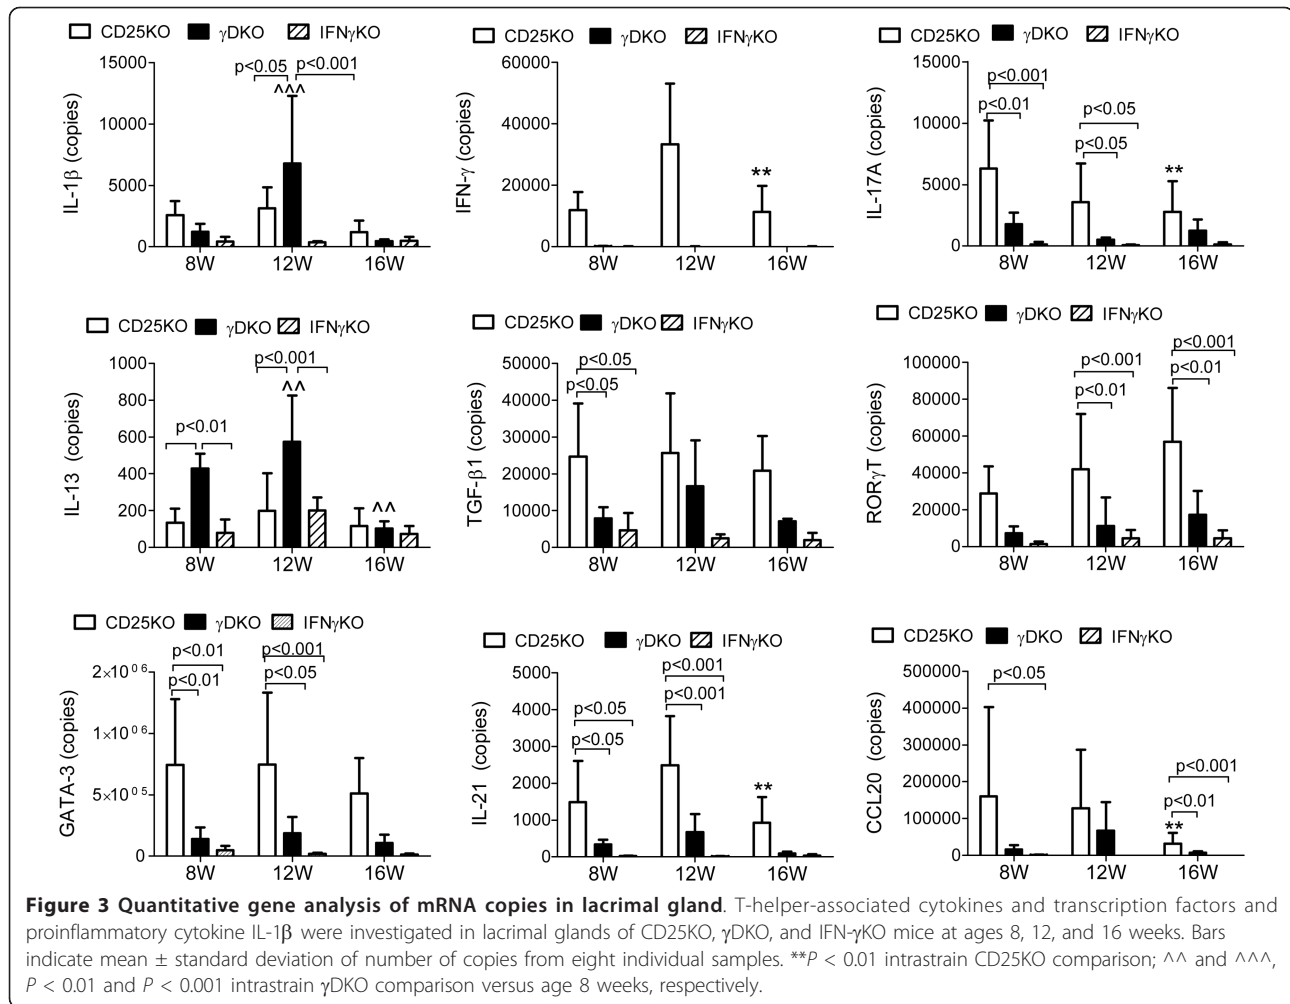 CD25KO γDKO IFNγKO
IL-1β (copies)
15000
10000
5000
0
p<0.05 p<0.001
^^^
8W 12W 16W
CD25KO γDKO IFNγKO
IFN-γ (copies)
60000
40000
20000
0
**
8W 12W 16W
CD25KO γDKO IFNγKO
IL-17A (copies)
15000
10000
5000
0
p<0.001
p<0.01
p<0.05
p<0.05
**
8W 12W 16W
CD25KO γDKO IFNγKO
IL-13 (copies)
1000
800
600
400
200
0
p<0.01
p<0.001
^^
^^
8W 12W 16W
CD25KO γDKO IFNγKO
TGF-β1 (copies)
50000
40000
30000
20000
10000
0
p<0.05
p<0.05
8W 12W 16W
CD25KO γDKO IFNγKO
RORγT (copies)
100000
80000
60000
40000
20000
0
p<0.001
p<0.01
p<0.001
p<0.01
8W 12W 16W
CD25KO γDKO IFNγKO
GATA-3 (copies)
2×10⁰⁶
1×10⁰⁶
5×10⁰⁵
0
p<0.01
p<0.01
p<0.001
p<0.05
8W 12W 16W
CD25KO γDKO IFNγKO
IL-21 (copies)
5000
4000
3000
2000
1000
0
p<0.05
p<0.05
p<0.001
p<0.001
**
8W 12W 16W
CD25KO γDKO IFNγKO
CCL20 (copies)
500000
400000
300000
200000
100000
0
p<0.05
p<0.001
p<0.01
**
8W 12W 16W
Figure 3 Quantitative gene analysis of mRNA copies in lacrimal gland. T-helper-associated cytokines and transcription factors and
proinflammatory cytokine IL-1β were investigated in lacrimal glands of CD25KO, γDKO, and IFN-γKO mice at ages 8, 12, and 16 weeks. Bars
indicate mean ± standard deviation of number of copies from eight individual samples. **P < 0.01 intrastrain CD25KO comparison; ^^ and ^^^,
P < 0.01 and P < 0.001 intrastrain γDKO comparison versus age 8 weeks, respectively.